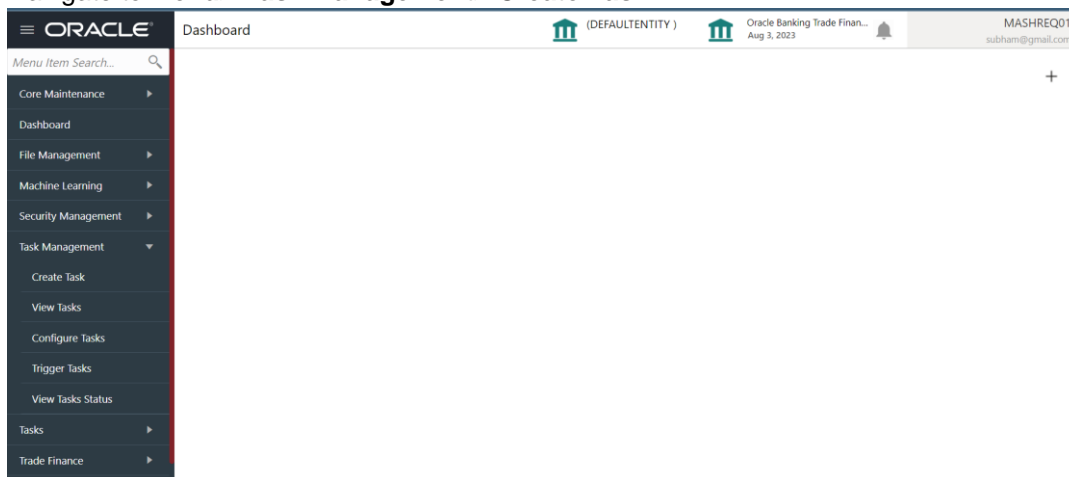 ORACLE
Dashboard
(DEFAULTENTITY )
Oracle Banking Trade Finan...
Aug 3, 2023
MASHREQ01
subham@gmail.com
Menu Item Search...
Core Maintenance
Dashboard
File Management
Machine Learning
Security Management
Task Management
Create Task
View Tasks
Configure Tasks
Trigger Tasks
View Tasks Status
Tasks
Trade Finance